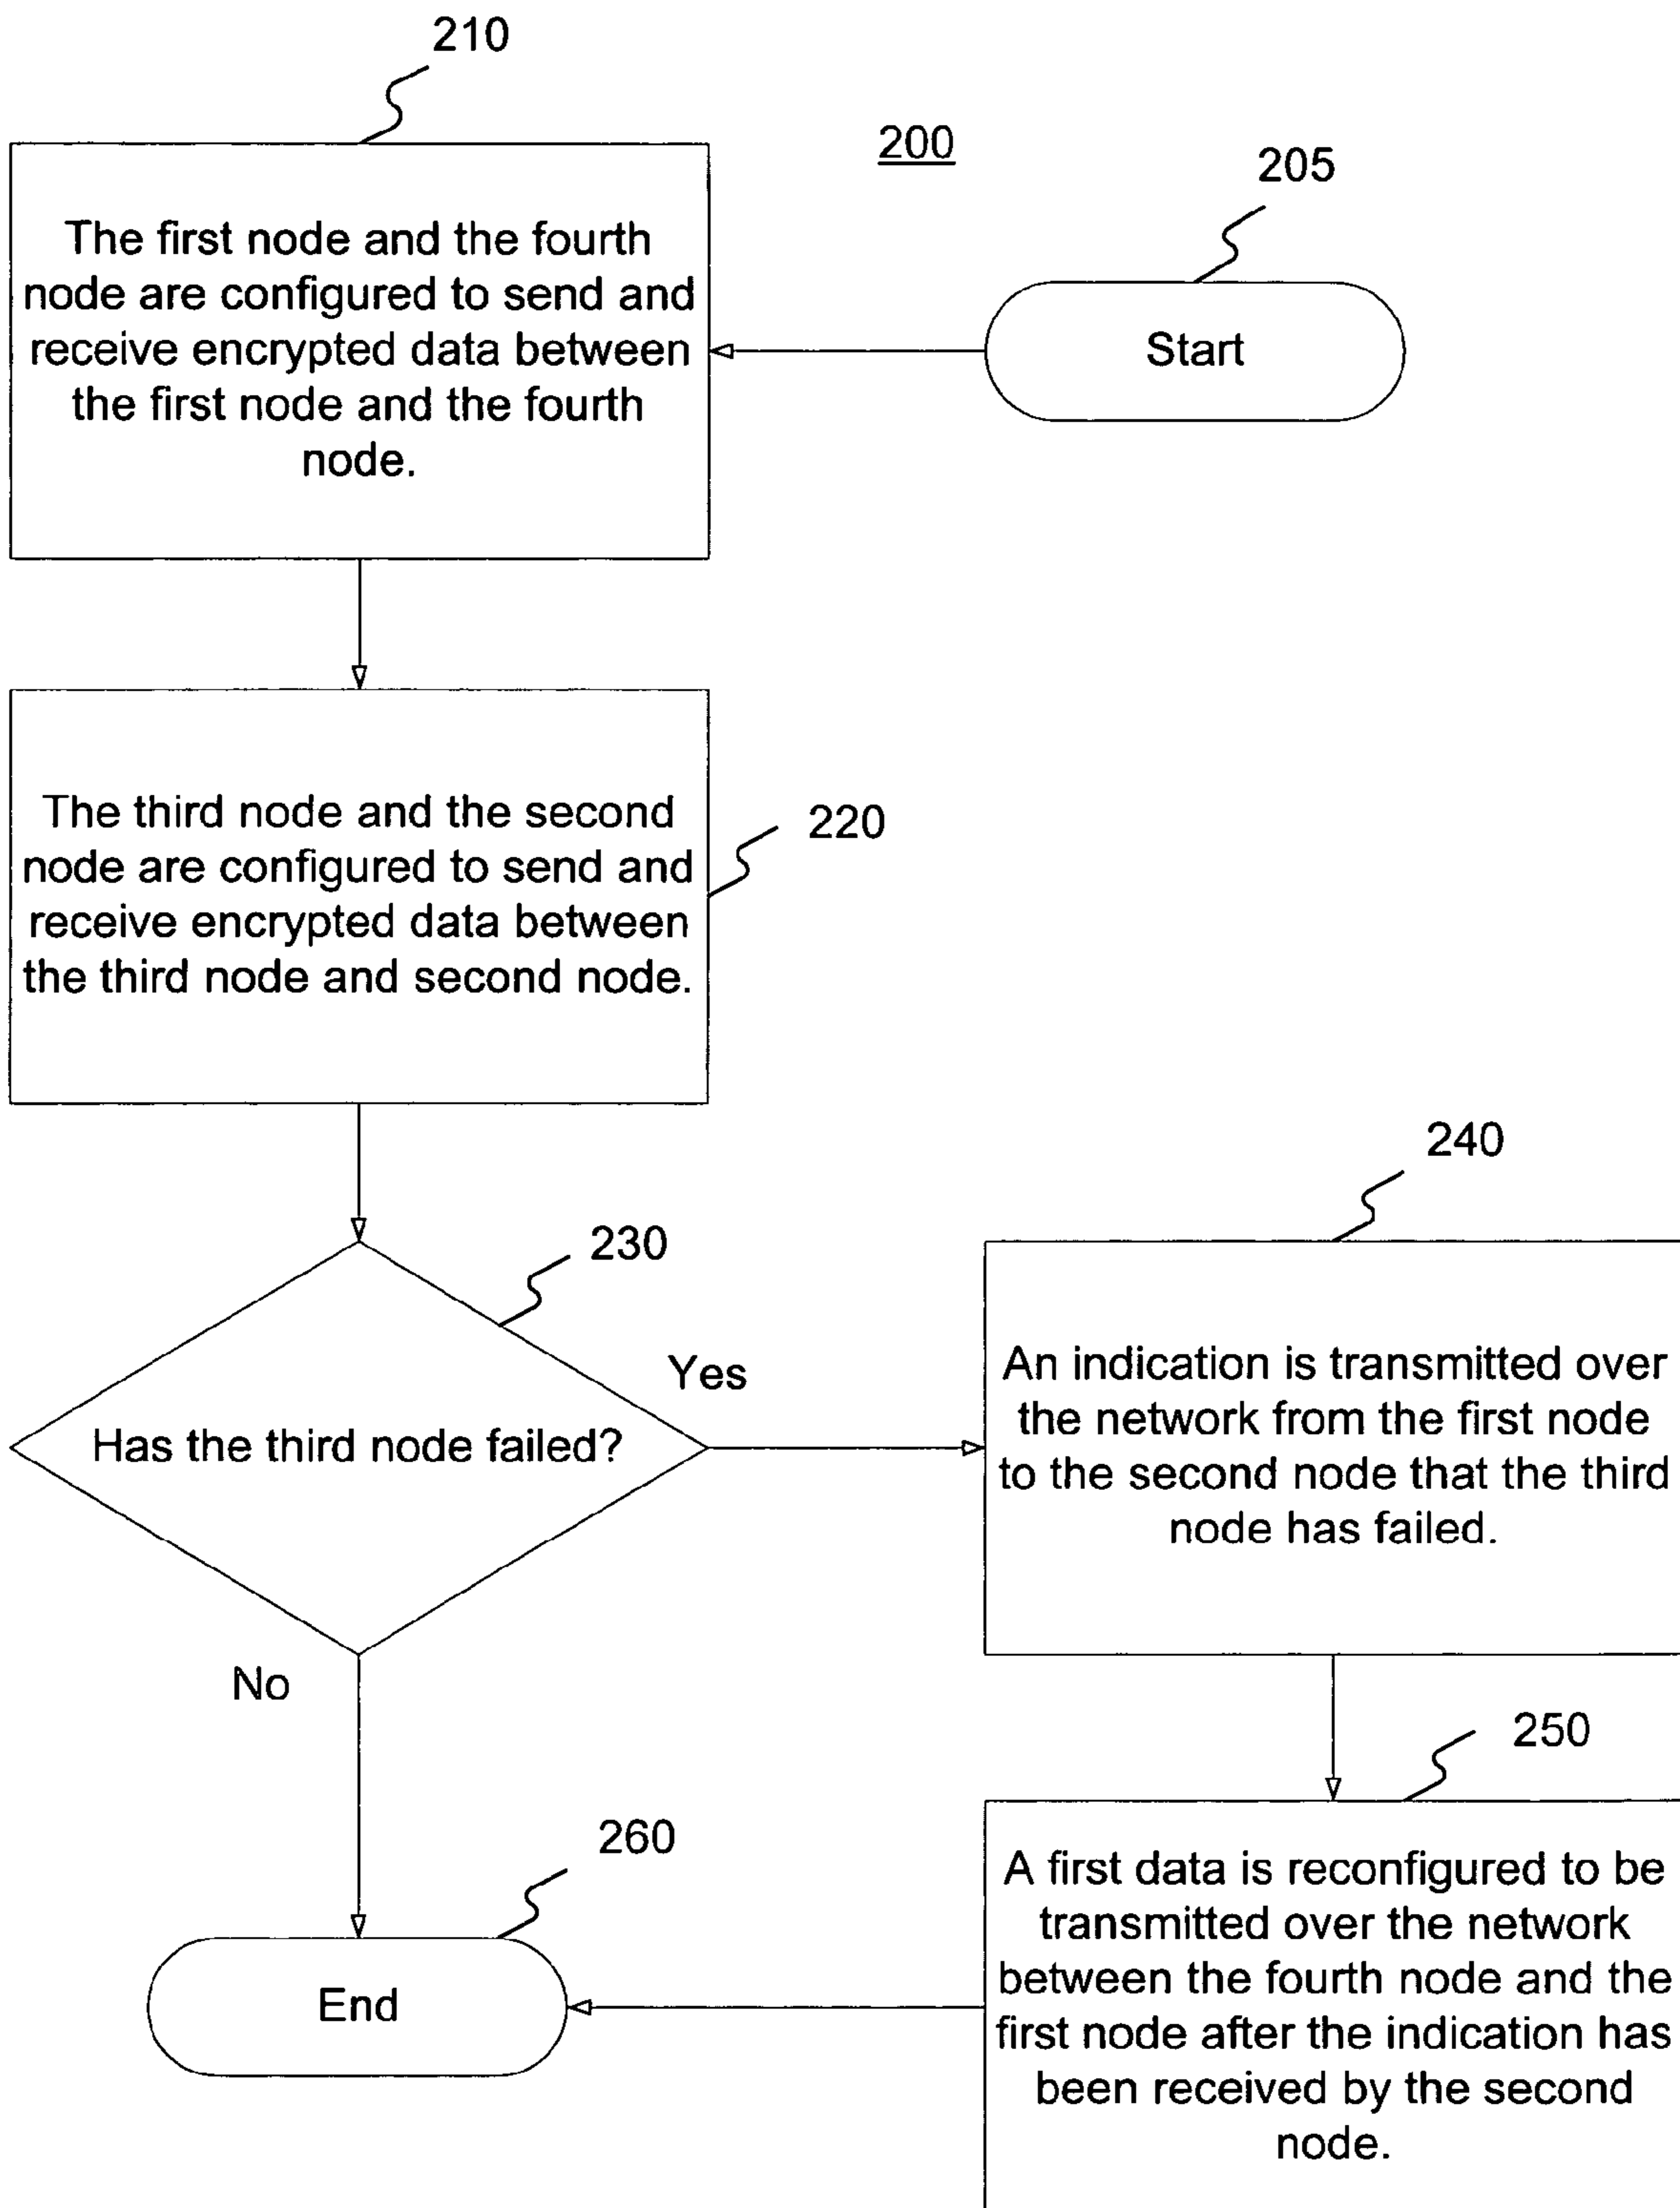 210
200
205
The first node and the fourth
node are configured to send and
receive encrypted data between
the first node and the fourth
node.
Start
The third node and the second
node are configured to send and
receive encrypted data between
the third node and second node.
220
230
Has the third node failed?
Yes
No
240
An indication is transmitted over
the network from the first node
to the second node that the third
node has failed.
250
A first data is reconfigured to be
transmitted over the network
between the fourth node and the
first node after the indication has
been received by the second
node.
260
End